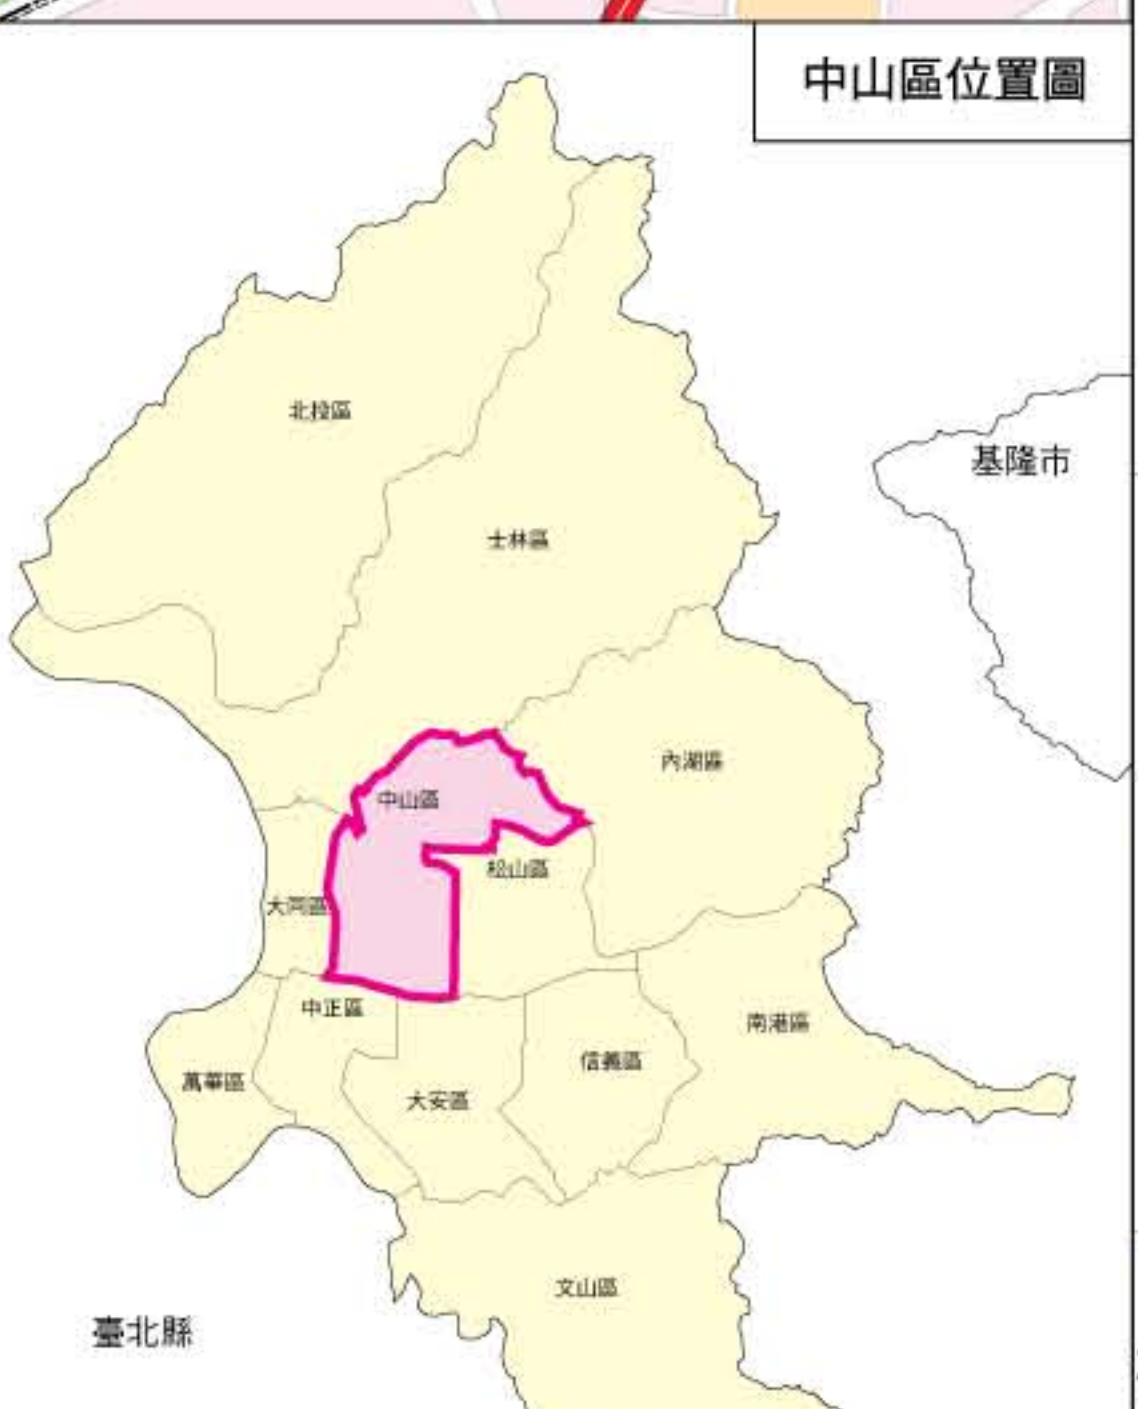 中山區位置圖
北投區
基隆市
士林區
內湖區
中山區
松山區
大同區
中正區
南港區
信義區
萬華區
大安區
文山區
臺北縣